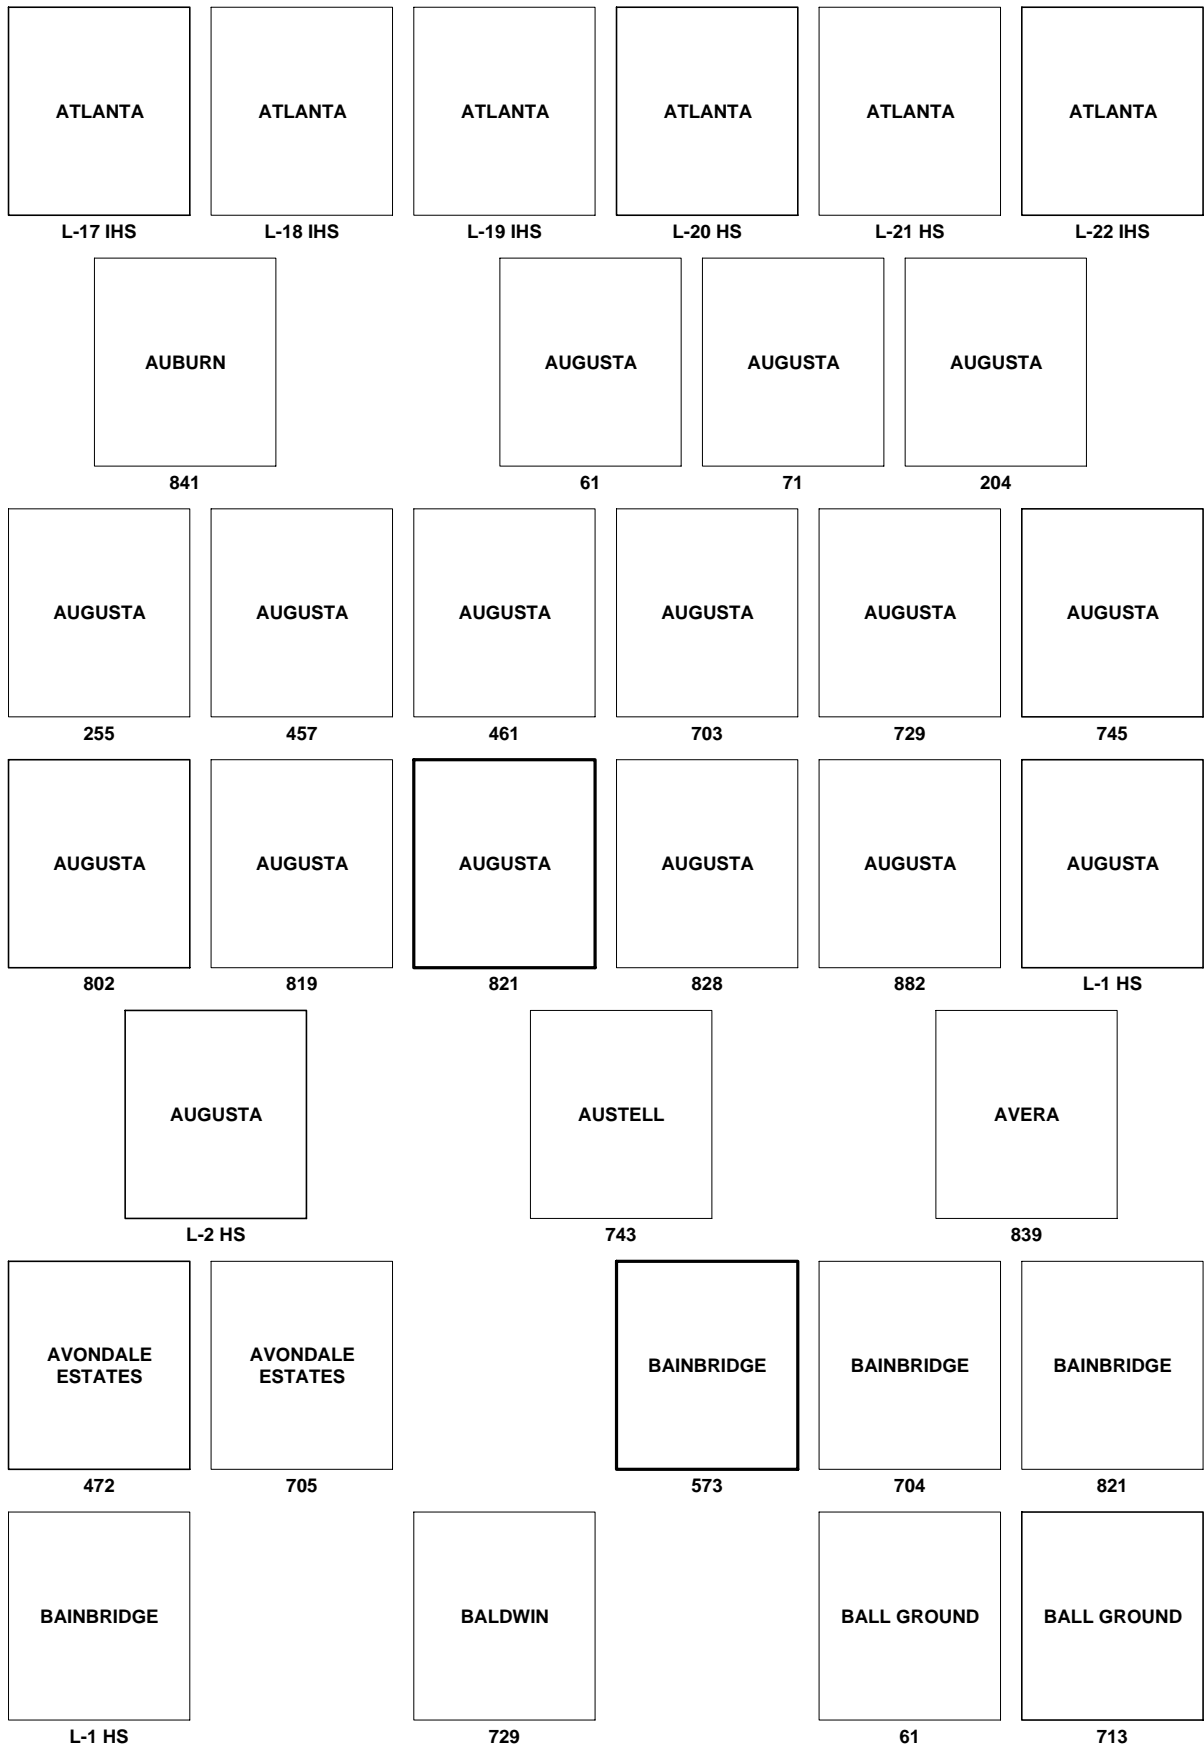 ATLANTA ATLANTA ATLANTA ATLANTA ATLANTA ATLANTA
L-17 IHS L-18 IHS L-19 IHS L-20 HS L-21 HS L-22 IHS
AUBURN AUGUSTA AUGUSTA AUGUSTA
841 61 71 204
AUGUSTA AUGUSTA AUGUSTA AUGUSTA AUGUSTA AUGUSTA
255 457 461 703 729 745
AUGUSTA AUGUSTA AUGUSTA AUGUSTA AUGUSTA AUGUSTA
802 819 821 828 882 L-1 HS
AUGUSTA AUSTELL AVERA
L-2 HS 743 839
AVONDALE AVONDALE
ESTATES ESTATES
BAINBRIDGE BAINBRIDGE BAINBRIDGE
472 705 573 704 821
BAINBRIDGE BALDWIN BALL GROUND BALL GROUND
L-1 HS 729 61 713